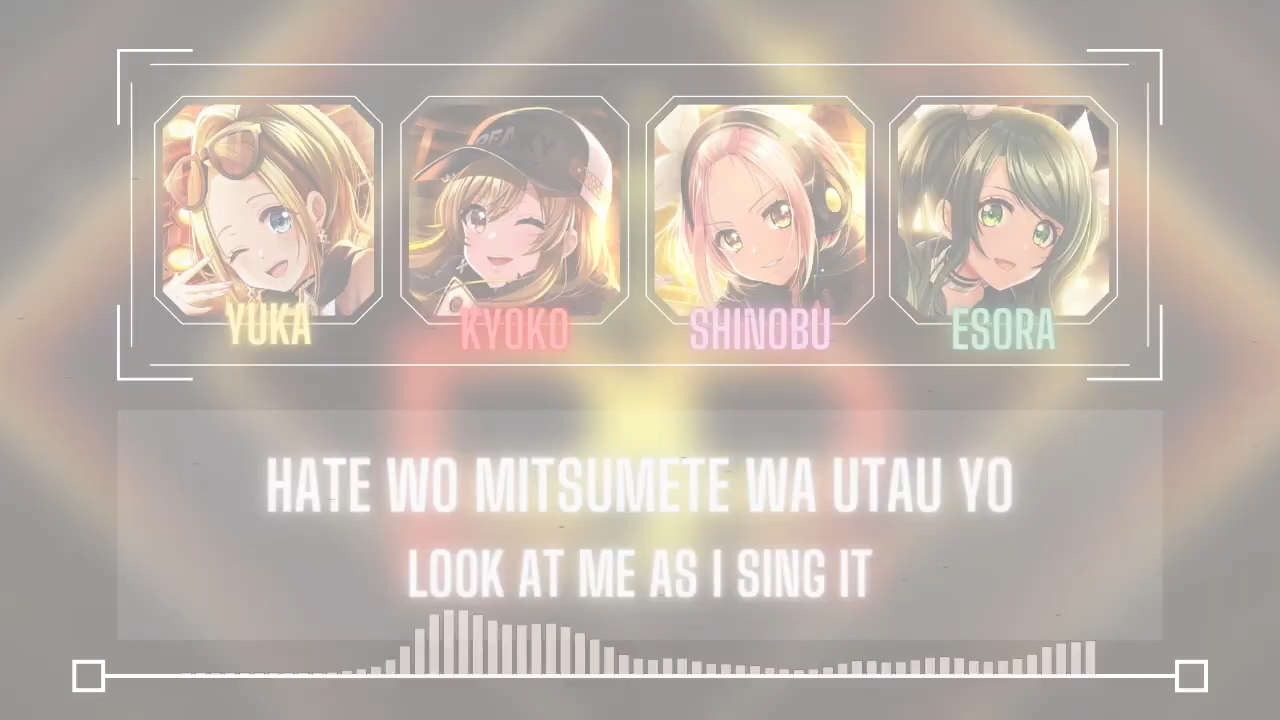 YUKA
KYOKO
SHINOBU
ESORA
HATE WO MITSUMETE WA UTAU YO
LOOK AT ME AS I SING IT